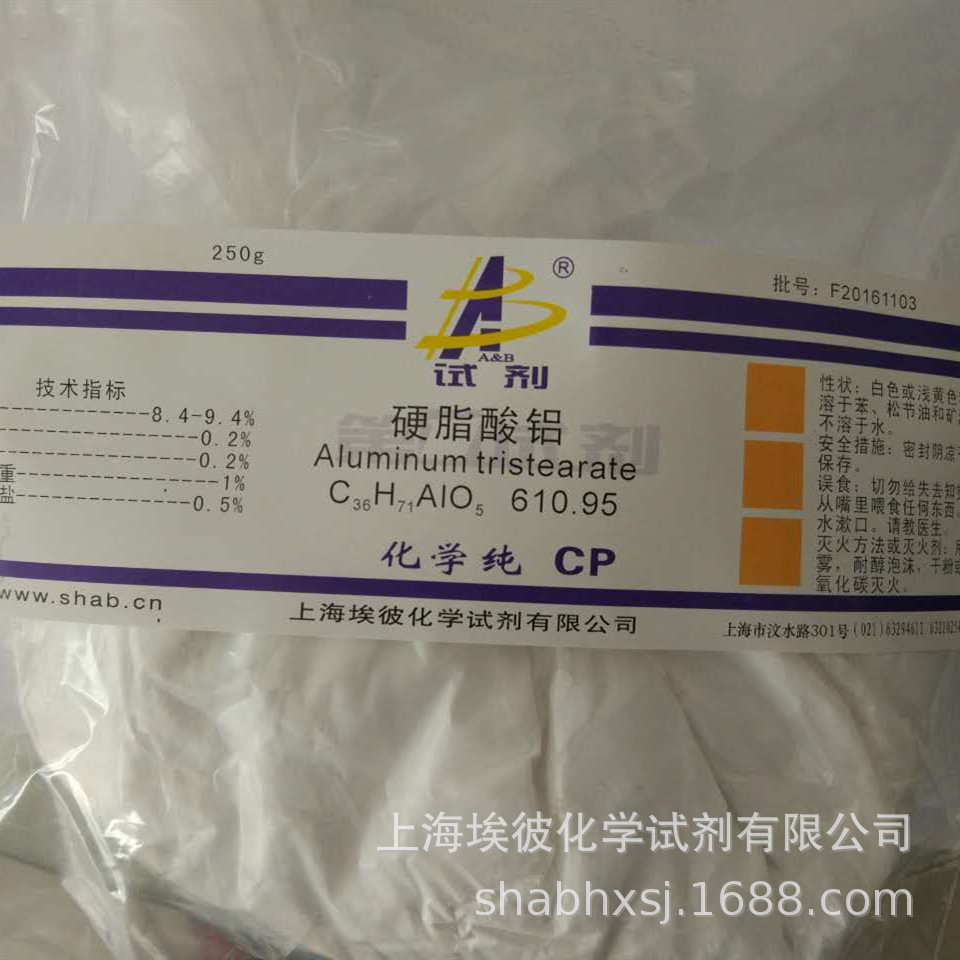 250g
®
批号：F20161103
A&B
试剂
技术指标
8.4-9.4%
0.2%
0.2%
重 1%
盐 0.5%
硬脂酸铝
Aluminum tristearate
C₃₆H₇₁AlO₅ 610.95
化学纯 CP
性状：白色或浅黄色
溶于苯、松节油和矿
不溶于水。
安全措施：密封阴凉
保存。
误食：切勿给失去知
从嘴里喂食任何东西
水漱口。请教医生。
灭火方法或灭火剂：
雾，耐醇泡沫，干粉
氧化碳灭火。
www.shab.cn
上海埃彼化学试剂有限公司
上海市汶水路301号(021)63294611
上海埃彼化学试剂有限公司
shabhxsj.1688.com